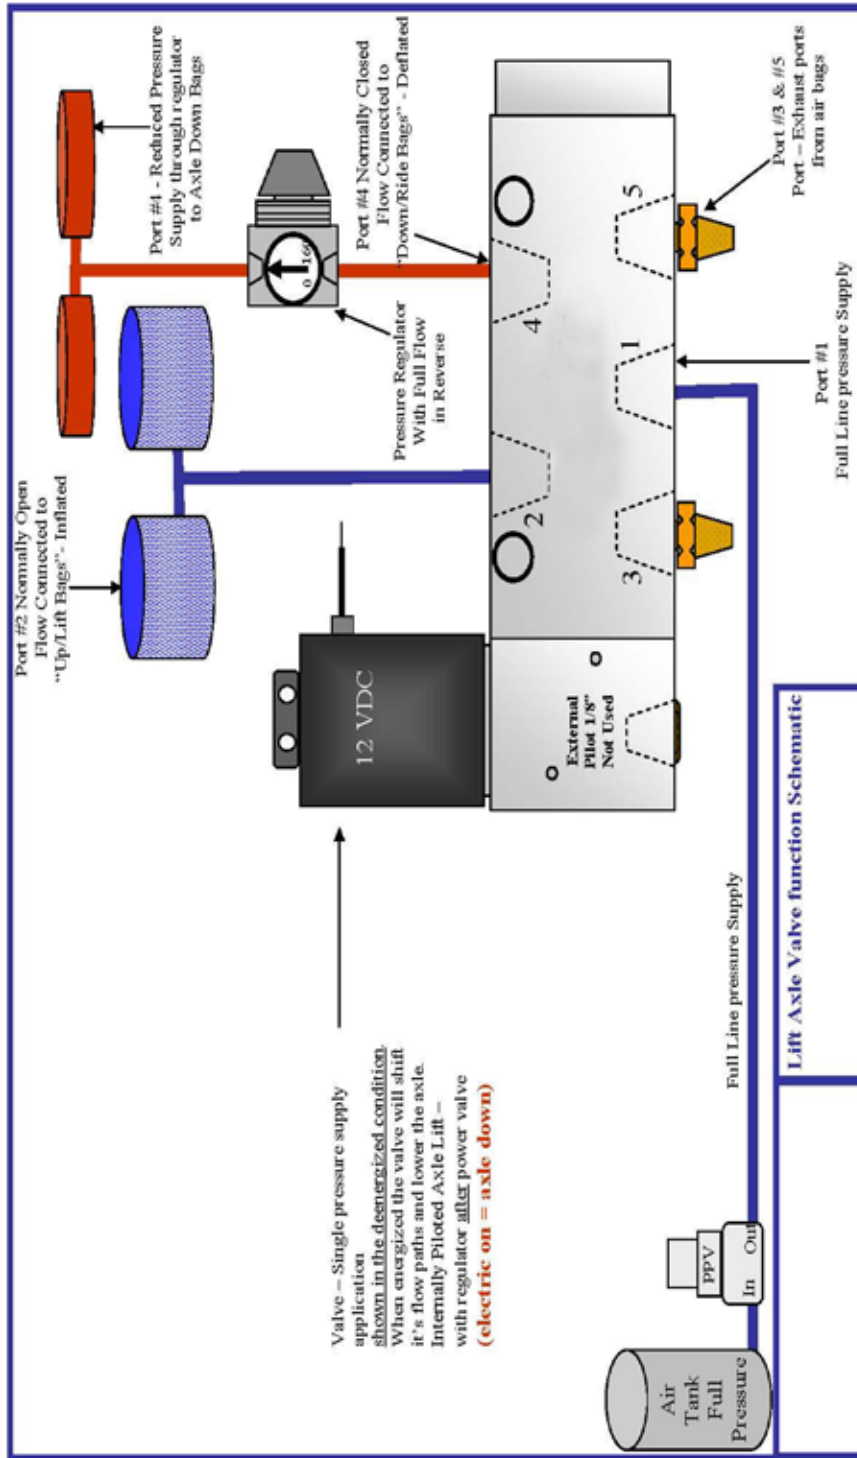 Port #2 Normally Open
Flow Connected to
“Up/Lift Bags”- Inflated
Port #4 - Reduced Pressure
Supply through regulator
to Axle Down Bags
0 160
Pressure Regulator
With Full Flow
in Reverse
Port #4 Normally Closed
Flow Connected to
“Down/Ride Bags” - Deflated
12 VDC
2
4
3
1
5
External
Pilot 1/8”
Not Used
Port #1
Full Line pressure Supply
Port #3 & #5
Port – Exhaust ports
from air bags
Valve – Single pressure supply
application
shown in the deenergized condition.
When energized the valve will shift
it’s flow paths and lower the axle.
Internally Piloted Axle Lift –
with regulator after power valve
(electric on = axle down)
Full Line pressure Supply
Air
Tank
Full
Pressure
PPV
In Out
Lift Axle Valve function Schematic